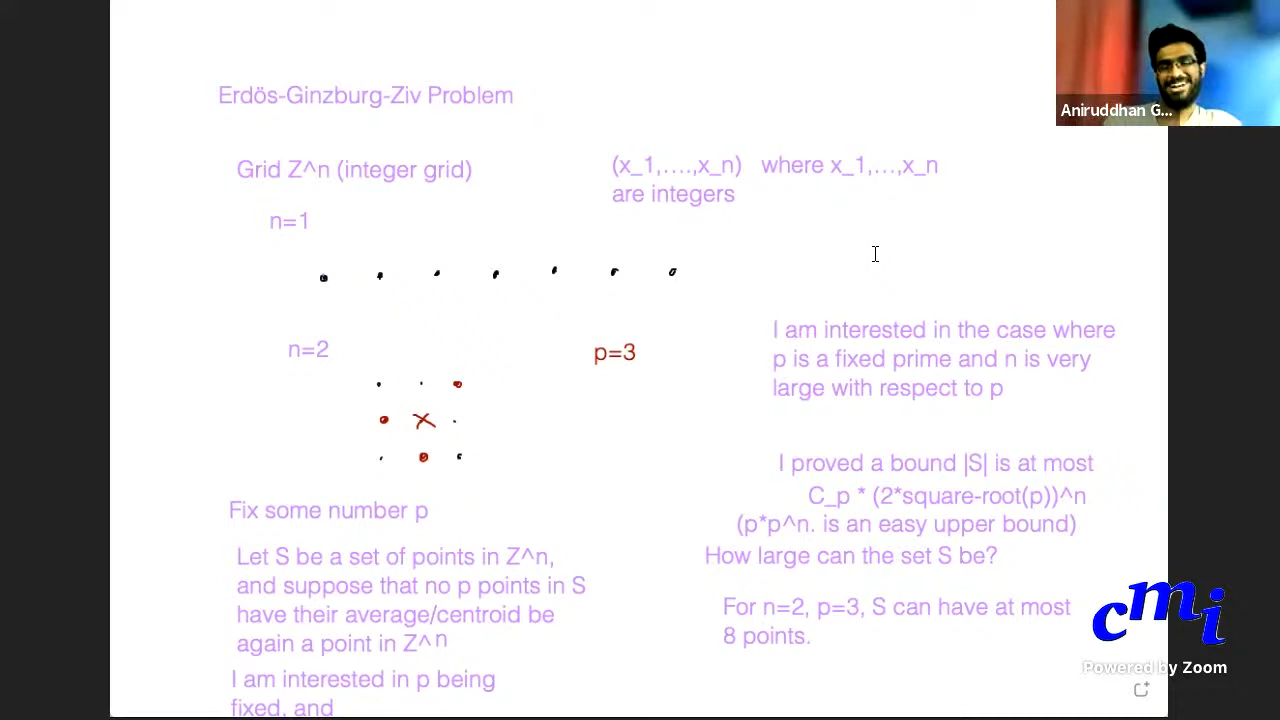 Erdös-Ginzburg-Ziv Problem
Grid Z^n (integer grid)
(x_1,....,x_n) where x_1,...,x_n
are integers
n=1
n=2
p=3
I am interested in the case where
p is a fixed prime and n is very
large with respect to p
I proved a bound |S| is at most
C_p * (2*square-root(p))^n
(p*p^n. is an easy upper bound)
How large can the set S be?
For n=2, p=3, S can have at most
8 points.
Fix some number p
Let S be a set of points in Z^n,
and suppose that no p points in S
have their average/centroid be
again a point in Z^n
I am interested in p being
fixed, and
Aniruddhan G...
cmi
Powered by Zoom